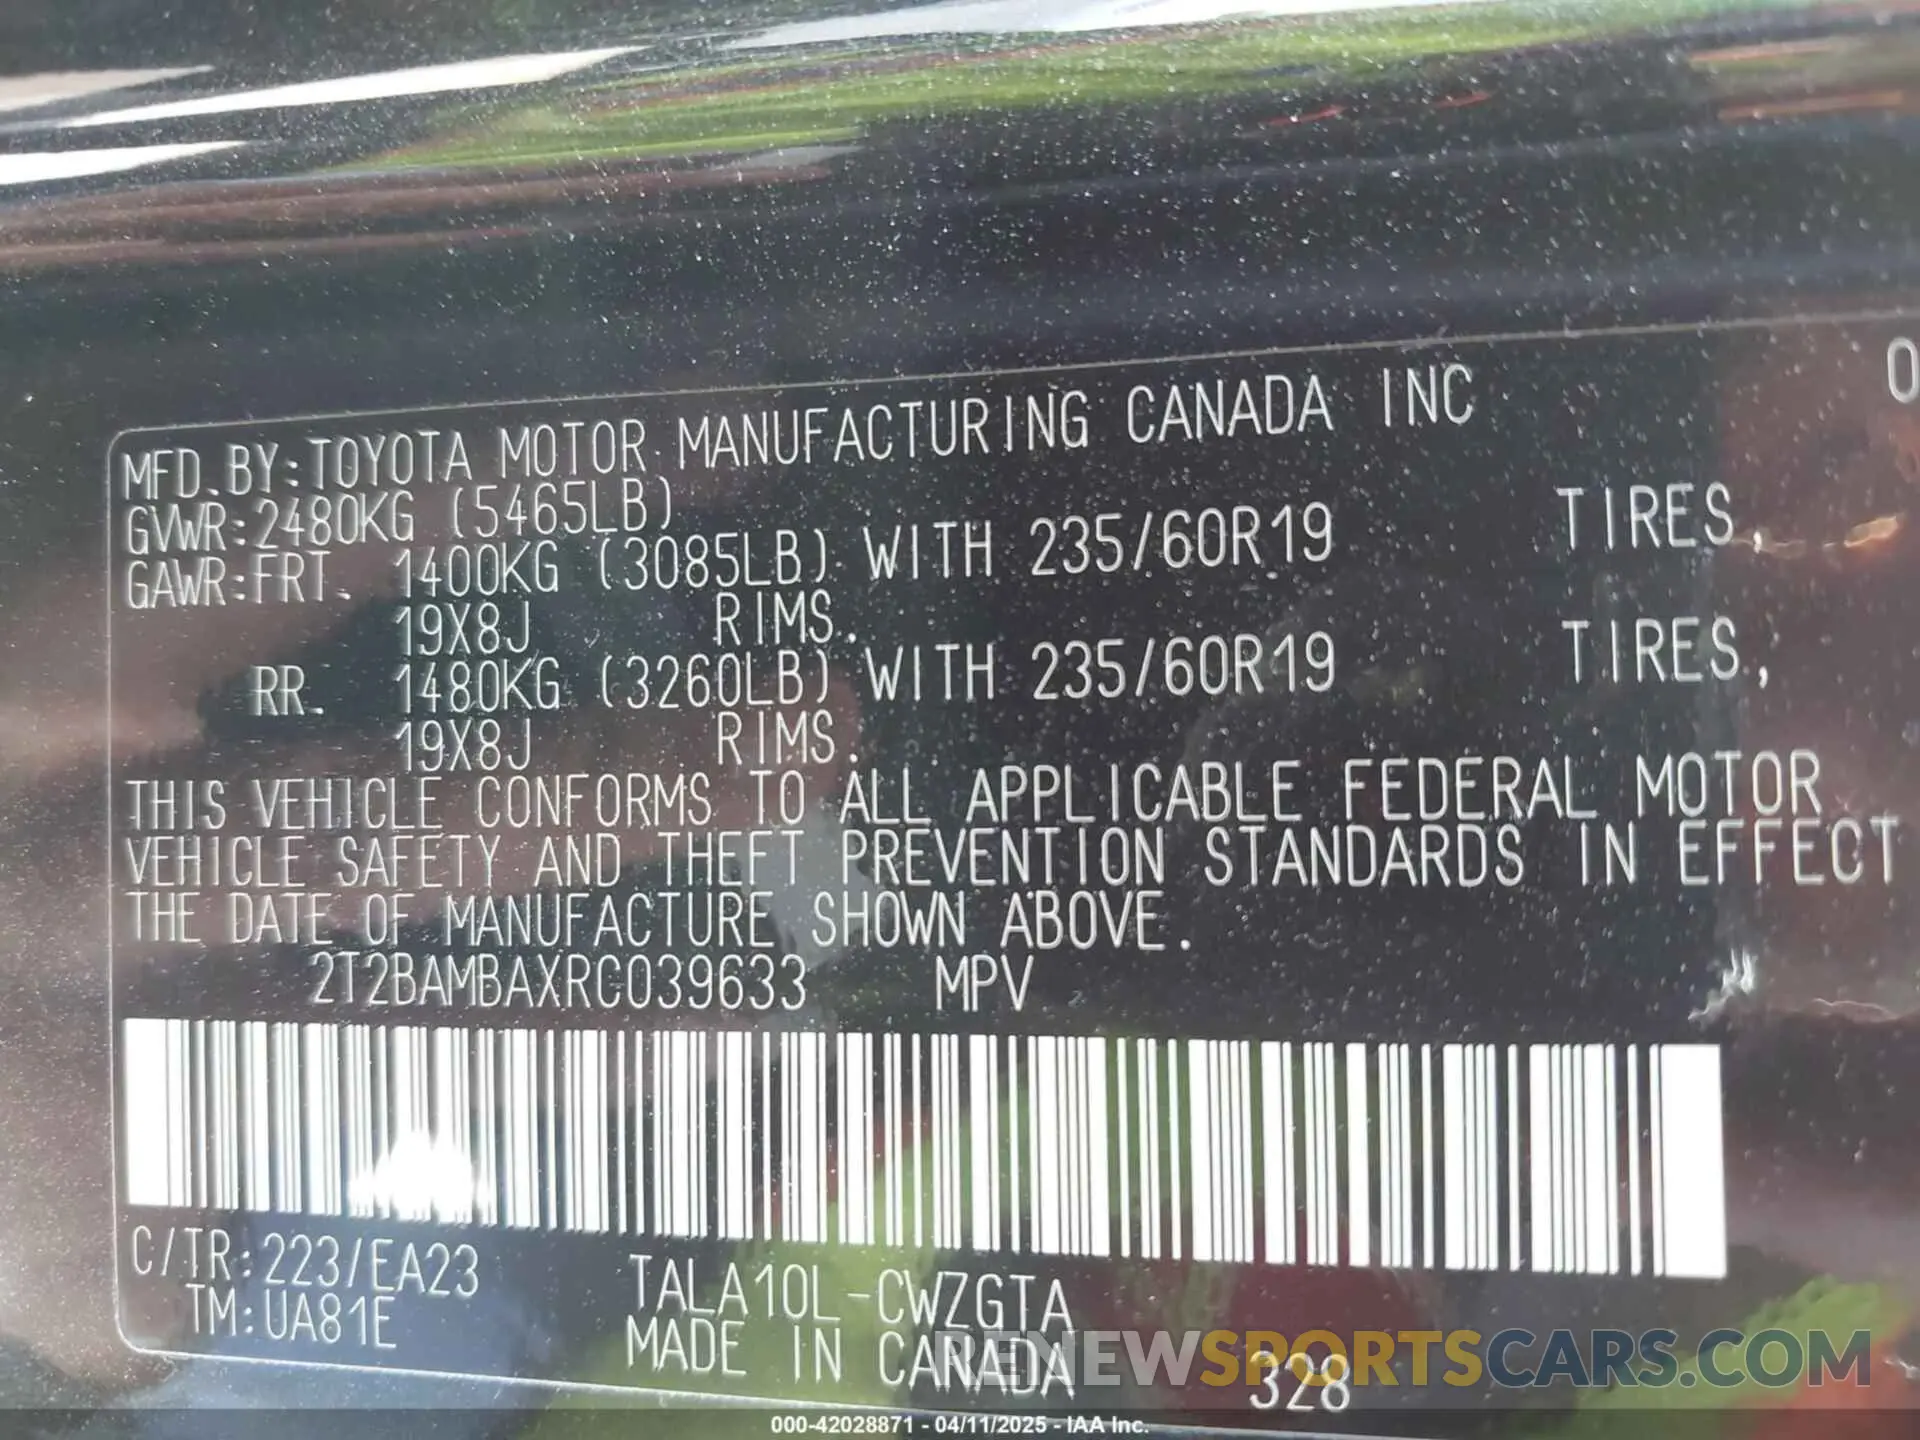 MFD.BY:TOYOTA MOTOR MANUFACTURING CANADA INC 0
GVWR:2480KG (5465LB)
GAWR:FRT. 1400KG (3085LB) WITH 235/60R19 TIRES,
19X8J RIMS.
RR. 1480KG (3260LB) WITH 235/60R19 TIRES,
19X8J RIMS.
THIS VEHICLE CONFORMS TO ALL APPLICABLE FEDERAL MOTOR
VEHICLE SAFETY AND THEFT PREVENTION STANDARDS IN EFFECT
THE DATE OF MANUFACTURE SHOWN ABOVE.
2T2BAMBAXRC039633 MPV
C/TR:223/EA23 TALA10L-CWZGTA
TM:UA81E MADE IN CANADA 328
RENEWSPORTSCARS.COM
000-42028871 - 04/11/2025 - IAA Inc.